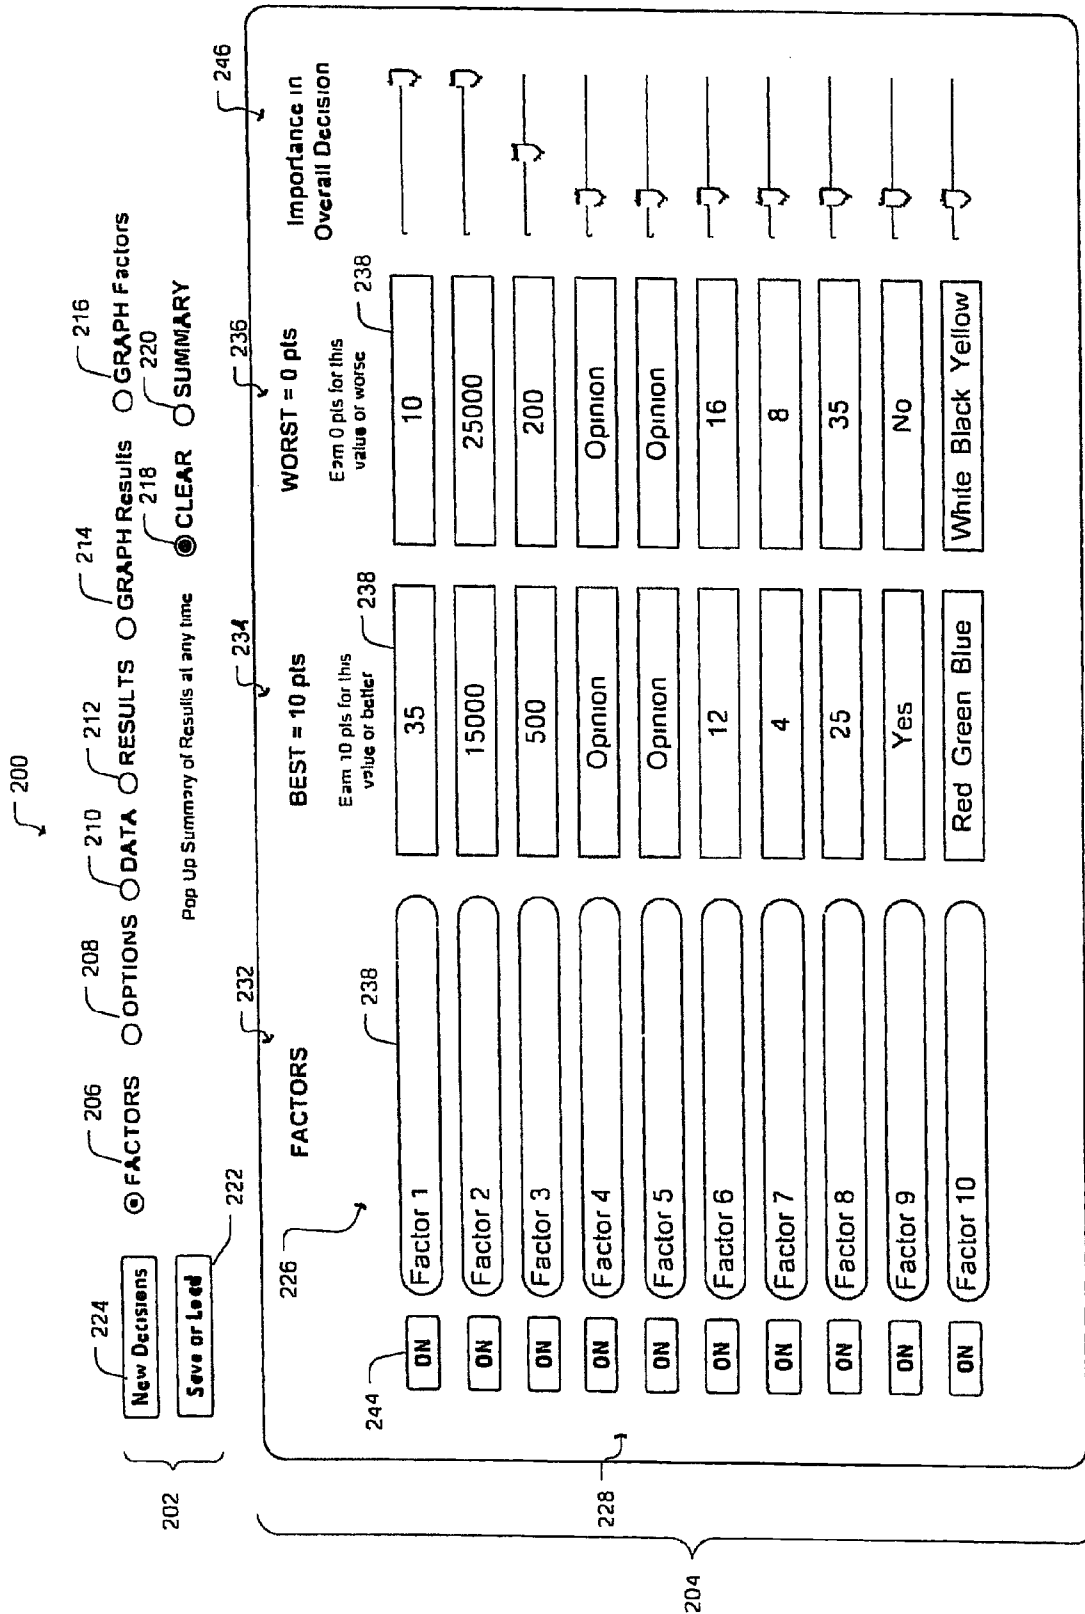 200
224
206
208
210
212
214
216
New Decisions
FACTORS
OPTIONS
DATA
RESULTS
GRAPH Results
GRAPH Factors
202
Save or Load
222
Pop Up Summary of Results at any time
218
CLEAR
220
SUMMARY
226
232
234
236
246
FACTORS
BEST = 10 pts
WORST = 0 pts
Importance in
Overall Decision
Earn 10 pts for this
value or better
Earn 0 pts for this
value or worse
244
238
238
238
ON Factor 1 35 10
ON Factor 2 15000 25000
ON Factor 3 500 200
ON Factor 4 Opinion Opinion
ON Factor 5 Opinion Opinion
ON Factor 6 12 16
ON Factor 7 4 8
ON Factor 8 25 35
ON Factor 9 Yes No
ON Factor 10 Red Green Blue White Black Yellow
228
204